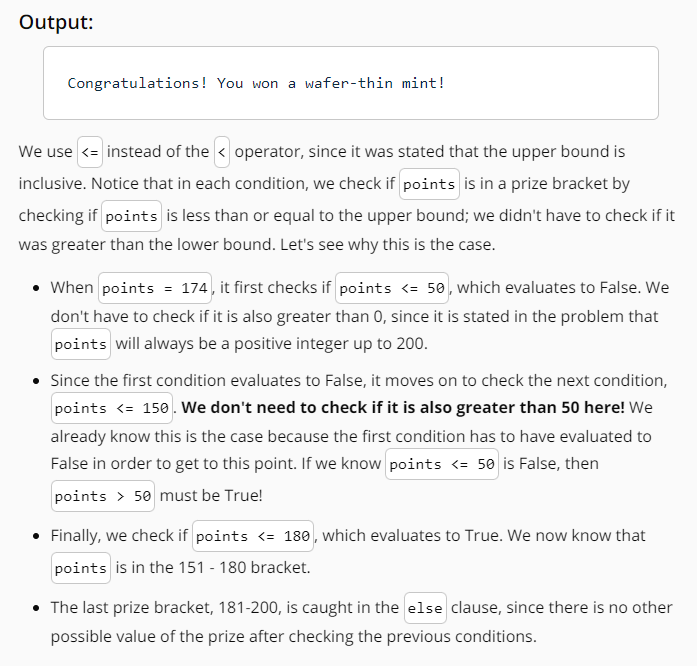 Output:
Congratulations! You won a wafer-thin mint!
We use <= instead of the < operator, since it was stated that the upper bound is
inclusive. Notice that in each condition, we check if points is in a prize bracket by
checking if points is less than or equal to the upper bound; we didn't have to check if it
was greater than the lower bound. Let's see why this is the case.
• When points = 174, it first checks if points <= 50, which evaluates to False. We
don't have to check if it is also greater than 0, since it is stated in the problem that
points will always be a positive integer up to 200.
• Since the first condition evaluates to False, it moves on to check the next condition,
points <= 150. We don't need to check if it is also greater than 50 here! We
already know this is the case because the first condition has to have evaluated to
False in order to get to this point. If we know points <= 50 is False, then
points > 50 must be True!
• Finally, we check if points <= 180, which evaluates to True. We now know that
points is in the 151 - 180 bracket.
• The last prize bracket, 181-200, is caught in the else clause, since there is no other
possible value of the prize after checking the previous conditions.